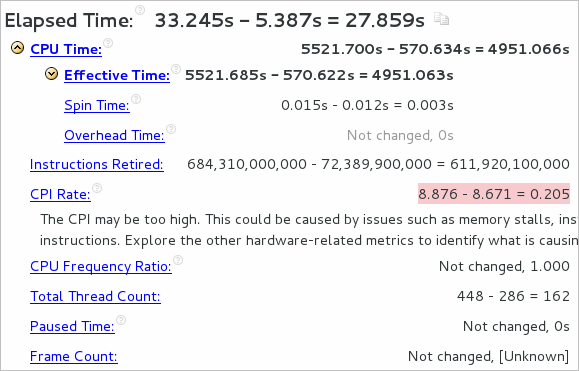 Elapsed Time: 33.245s - 5.387s = 27.859s
CPU Time: 5521.700s - 570.634s = 4951.066s
Effective Time: 5521.685s - 570.622s = 4951.063s
Spin Time: 0.015s - 0.012s = 0.003s
Overhead Time: Not changed, 0s
Instructions Retired: 684,310,000,000 - 72,389,900,000 = 611,920,100,000
CPI Rate: 8.876 - 8.671 = 0.205
The CPI may be too high. This could be caused by issues such as memory stalls, ins
instructions. Explore the other hardware-related metrics to identify what is causin
CPU Frequency Ratio: Not changed, 1.000
Total Thread Count: 448 - 286 = 162
Paused Time: Not changed, 0s
Frame Count: Not changed, [Unknown]